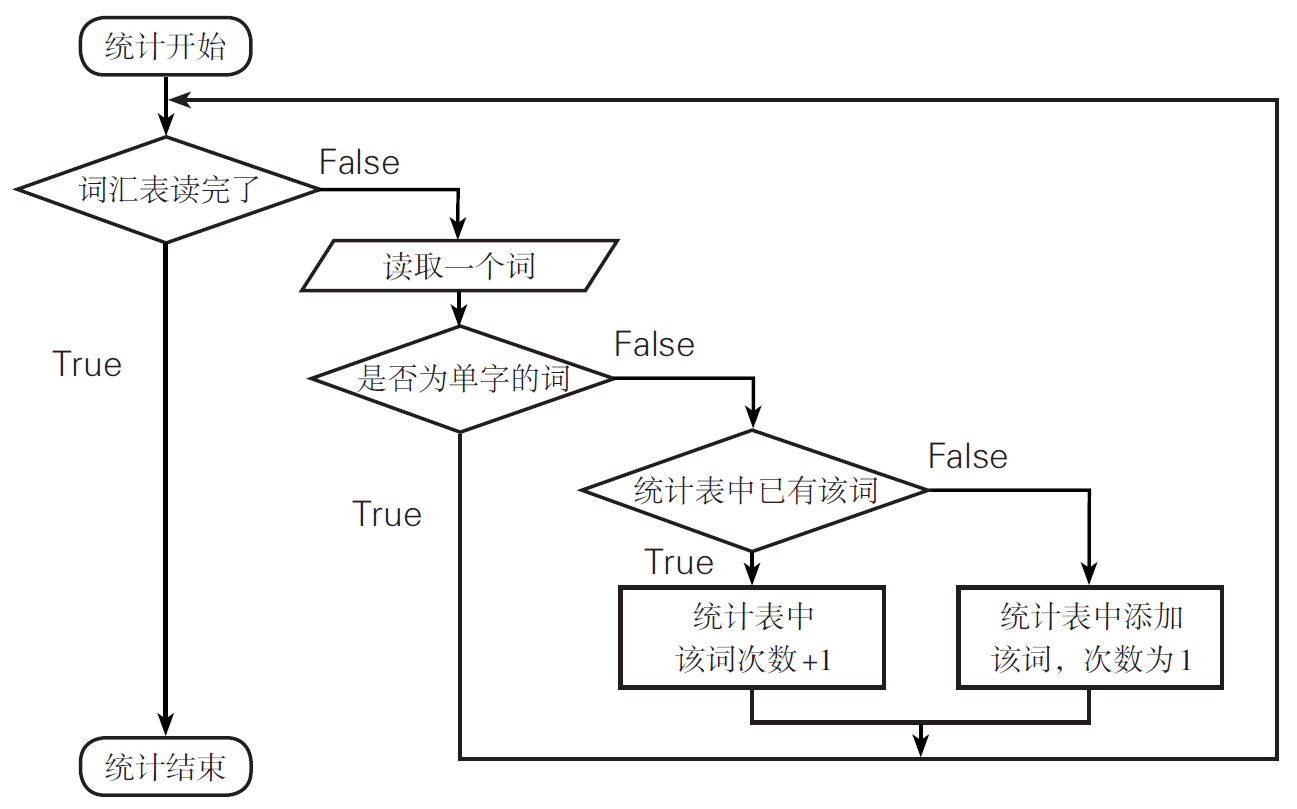 统计开始
False
词汇表读完了
读取一个词
False
True
是否为单字的词
False
统计表中已有该词
True
True
统计表中
该词次数+1
统计表中添加
该词，次数为1
统计结束